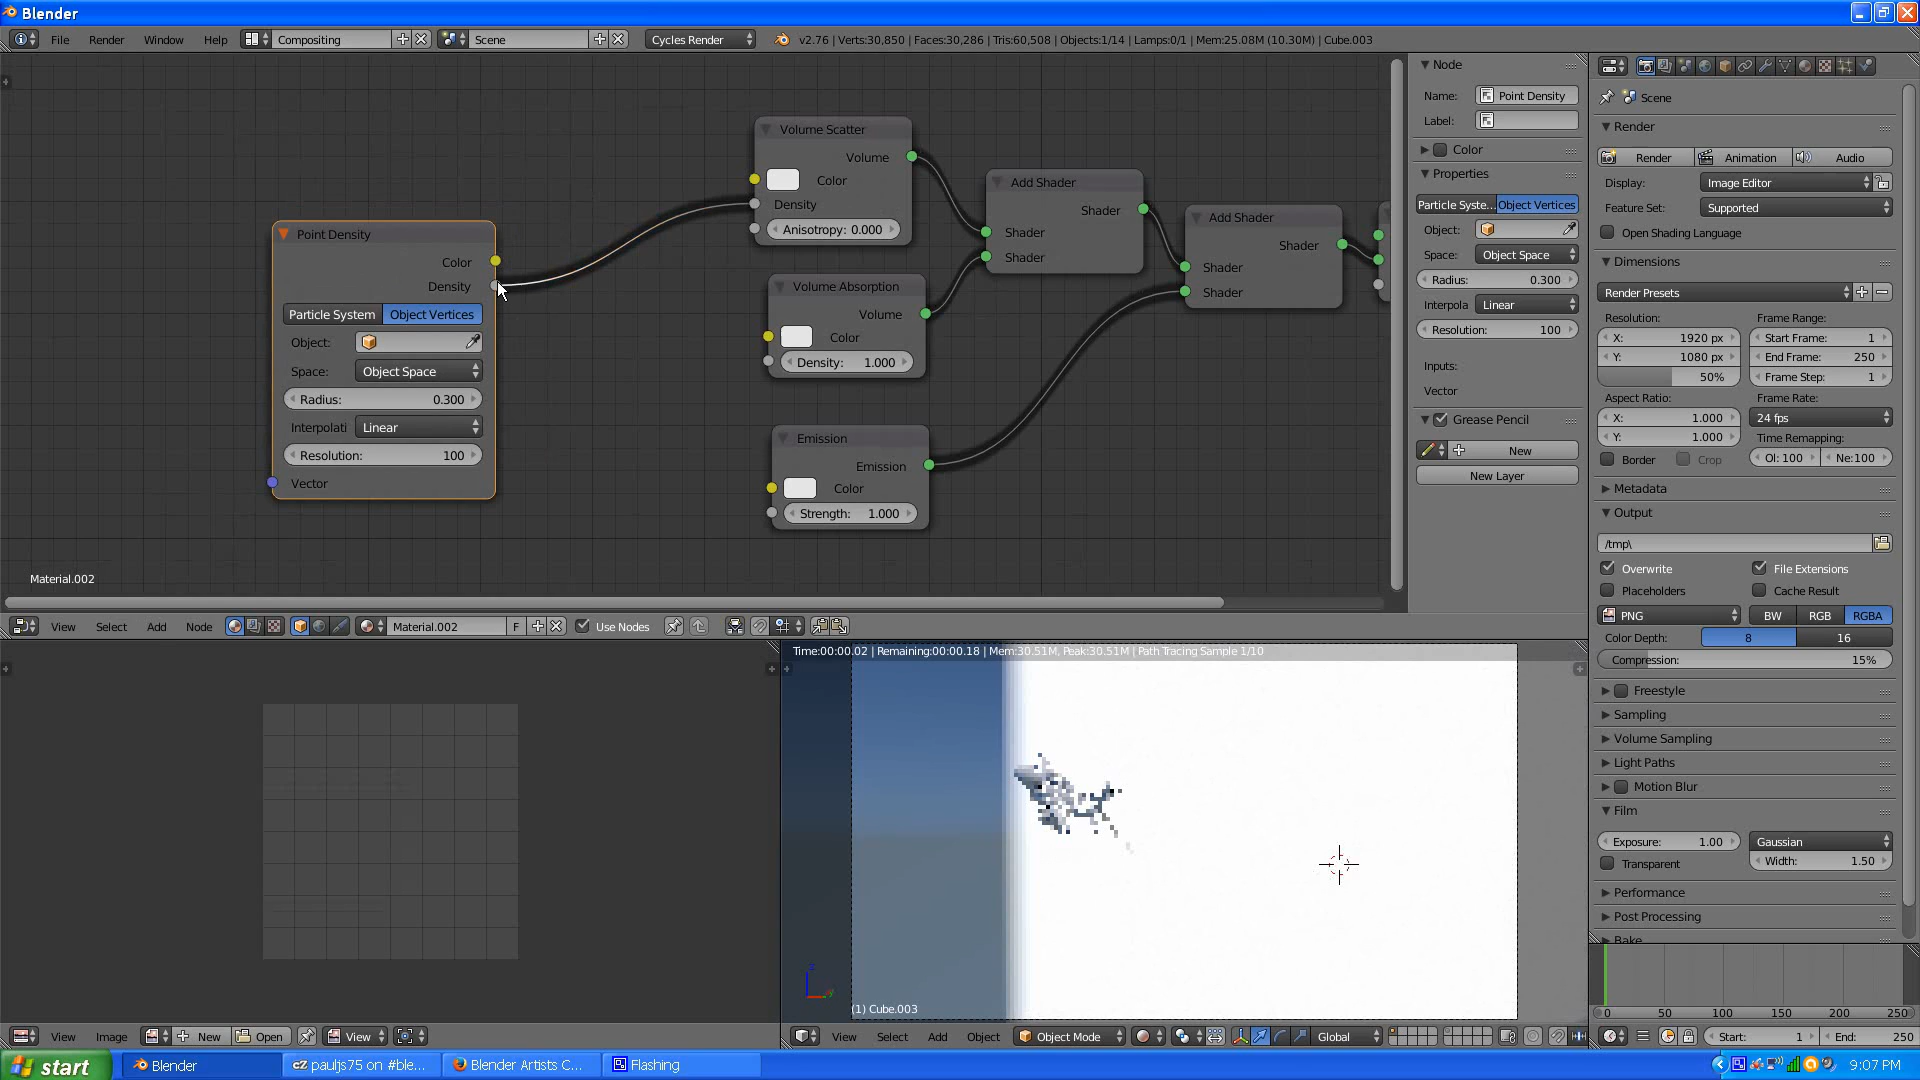 Blender
File Render Window Help Compositing Scene Cycles Render v2.76 | Verts:30,850 | Faces:30,286 | Tris:60,508 | Objects:1/14 | Lamps:0/1 | Mem:25.08M (10.30M) | Cube.003
Point Density
Color
Density
Particle System Object Vertices
Object:
Space: Object Space
Radius: 0.300
Interpolati Linear
Resolution: 100
Vector
Volume Scatter
Volume
Color
Density
Anisotropy: 0.000
Volume Absorption
Volume
Color
Density: 1.000
Emission
Emission
Color
Strength: 1.000
Add Shader
Shader
Shader
Shader
Add Shader
Shader
Shader
Shader
Material.002
Node
Name: Point Density
Label:
Color
Properties
Particle Syste... Object Vertices
Object:
Space: Object Space
Radius: 0.300
Interpola Linear
Resolution: 100
Inputs:
Vector
Grease Pencil
New
New Layer
Scene
Render
Render Animation Audio
Display: Image Editor
Feature Set: Supported
Open Shading Language
Dimensions
Render Presets
Resolution: Frame Range:
X: 1920 px Start Frame: 1
Y: 1080 px End Frame: 250
50% Frame Step: 1
Aspect Ratio: Frame Rate:
X: 1.000 24 fps
Y: 1.000 Time Remapping:
Border Crop Ol: 100 Ne:100
Metadata
Output
/tmp\
Overwrite File Extensions
Placeholders Cache Result
PNG BW RGB RGBA
Color Depth: 8 16
Compression: 15%
Freestyle
Sampling
Volume Sampling
Light Paths
Motion Blur
Film
Exposure: 1.00 Gaussian
Transparent Width: 1.50
Performance
Post Processing
Bake
View Select Add Node Material.002 F Use Nodes
Time:00:00.02 | Remaining:00:00.18 | Mem:30.51M, Peak:30.51M | Path Tracing Sample 1/10
(1) Cube.003
0 50 100 150 200 250
View Image New Open View
View Select Add Object Object Mode Global
Start: 1 End: 250
start Blender pauljs75 on #ble... Blender Artists C... Flashing 9:07 PM